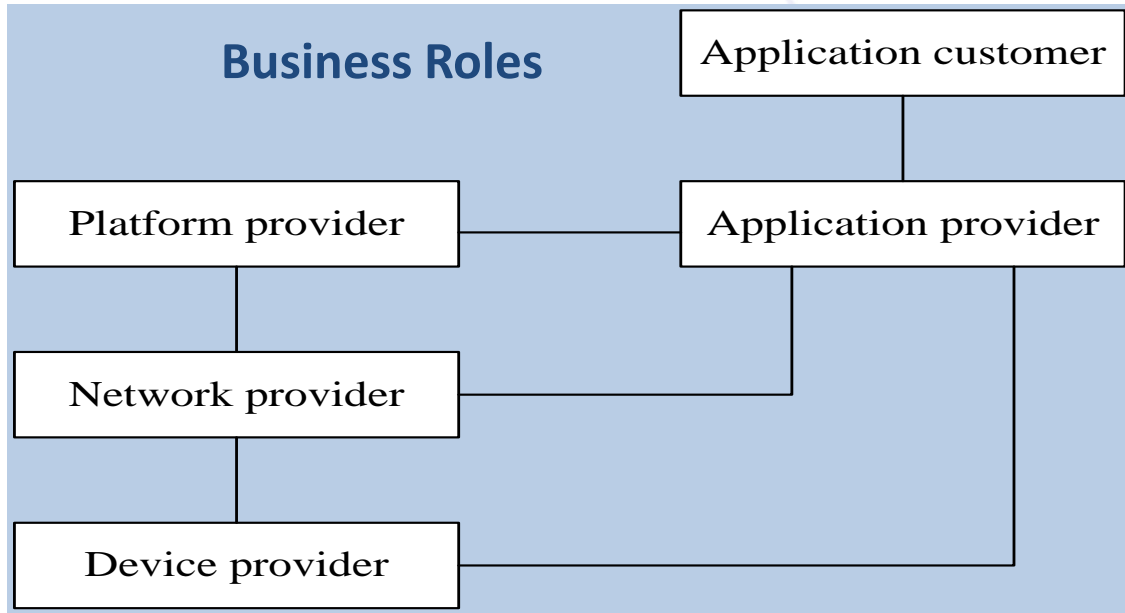 Business Roles
Application customer
Platform provider
Application provider
Network provider
Device provider